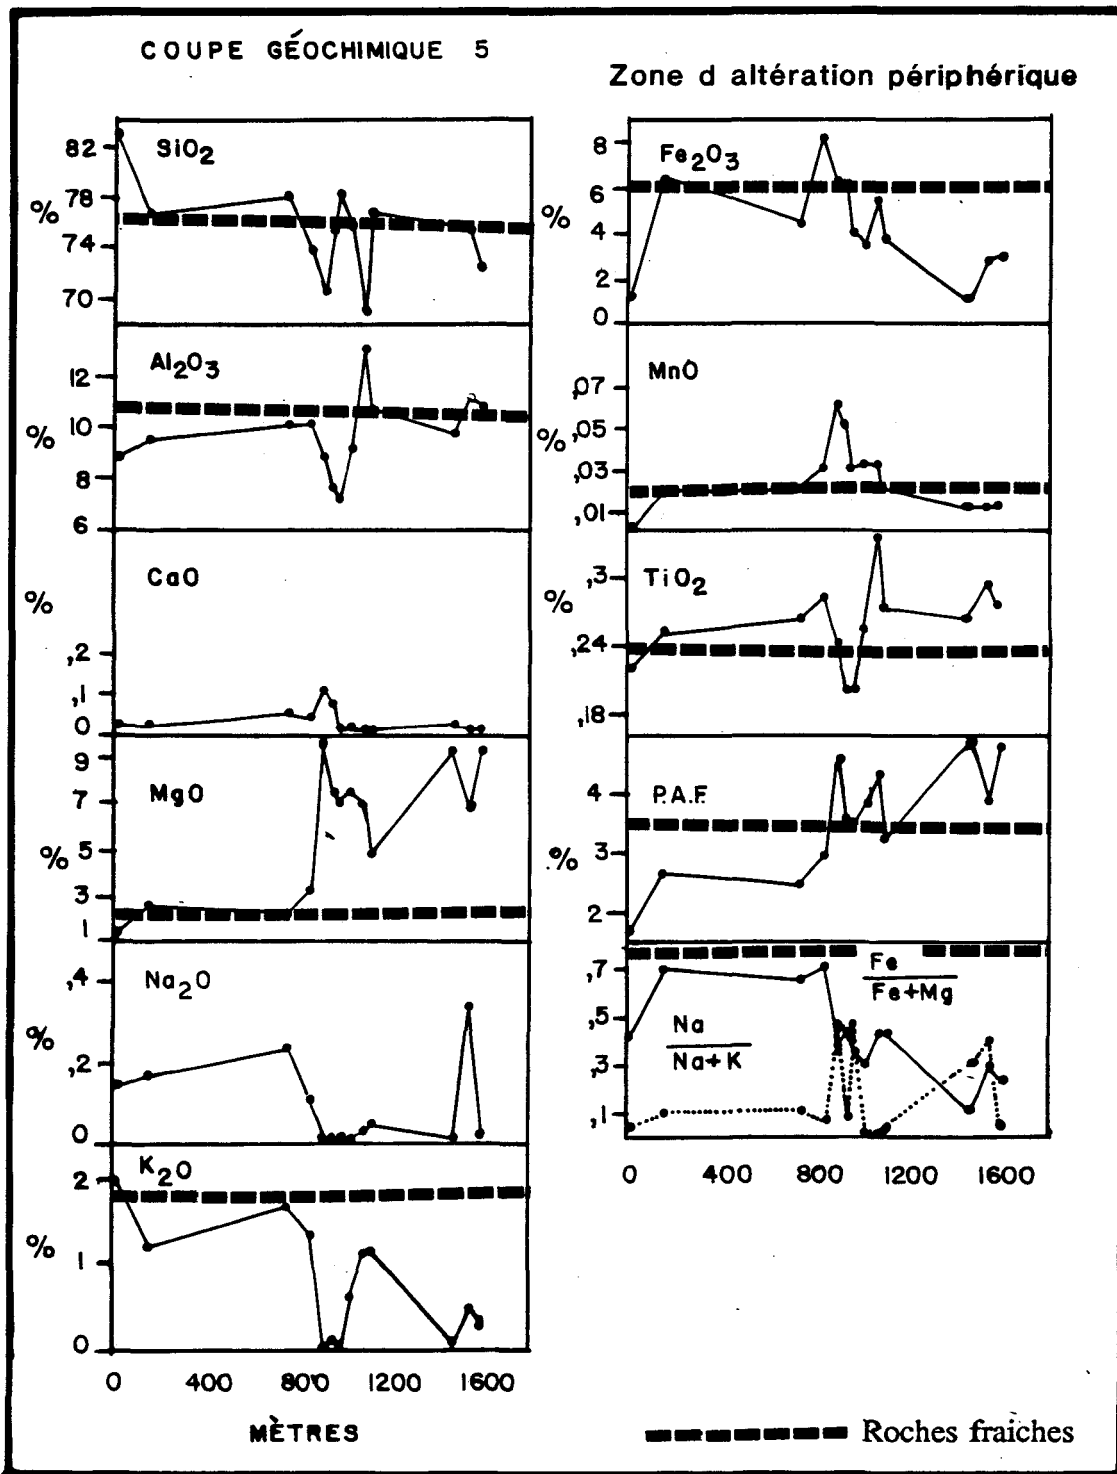 COUPE GÉOCHIMIQUE 5
Zone d altération périphérique
SiO2
82
78
%
74
70
Al2O3
12
10
%
8
6
CaO
%
,2
,1
0
MgO
9
7
5
%
3
1
Na2O
,4
%
,2
0
K2O
2
%
1
0
0 400 800 1200 1600
MÈTRES
Fe2O3
8
6
%
4
2
0
MnO
,07
,05
%
,03
,01
TiO2
,3
%
,24
,18
P.A.F.
4
%
3
2
Fe
Fe+Mg
Na
Na+K
,7
,5
,3
,1
0 400 800 1200 1600
Roches fraiches